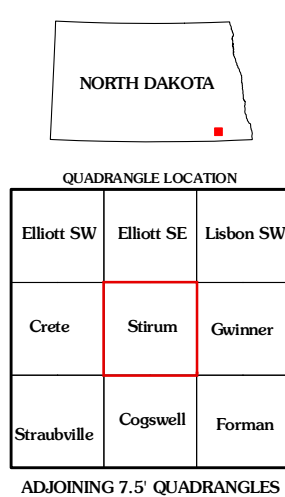 NORTH DAKOTA
QUADRANGLE LOCATION
Elliott SW Elliott SE Lisbon SW
Crete Stirum Gwinner
Straubville Cogswell Forman
ADJOINING 7.5' QUADRANGLES